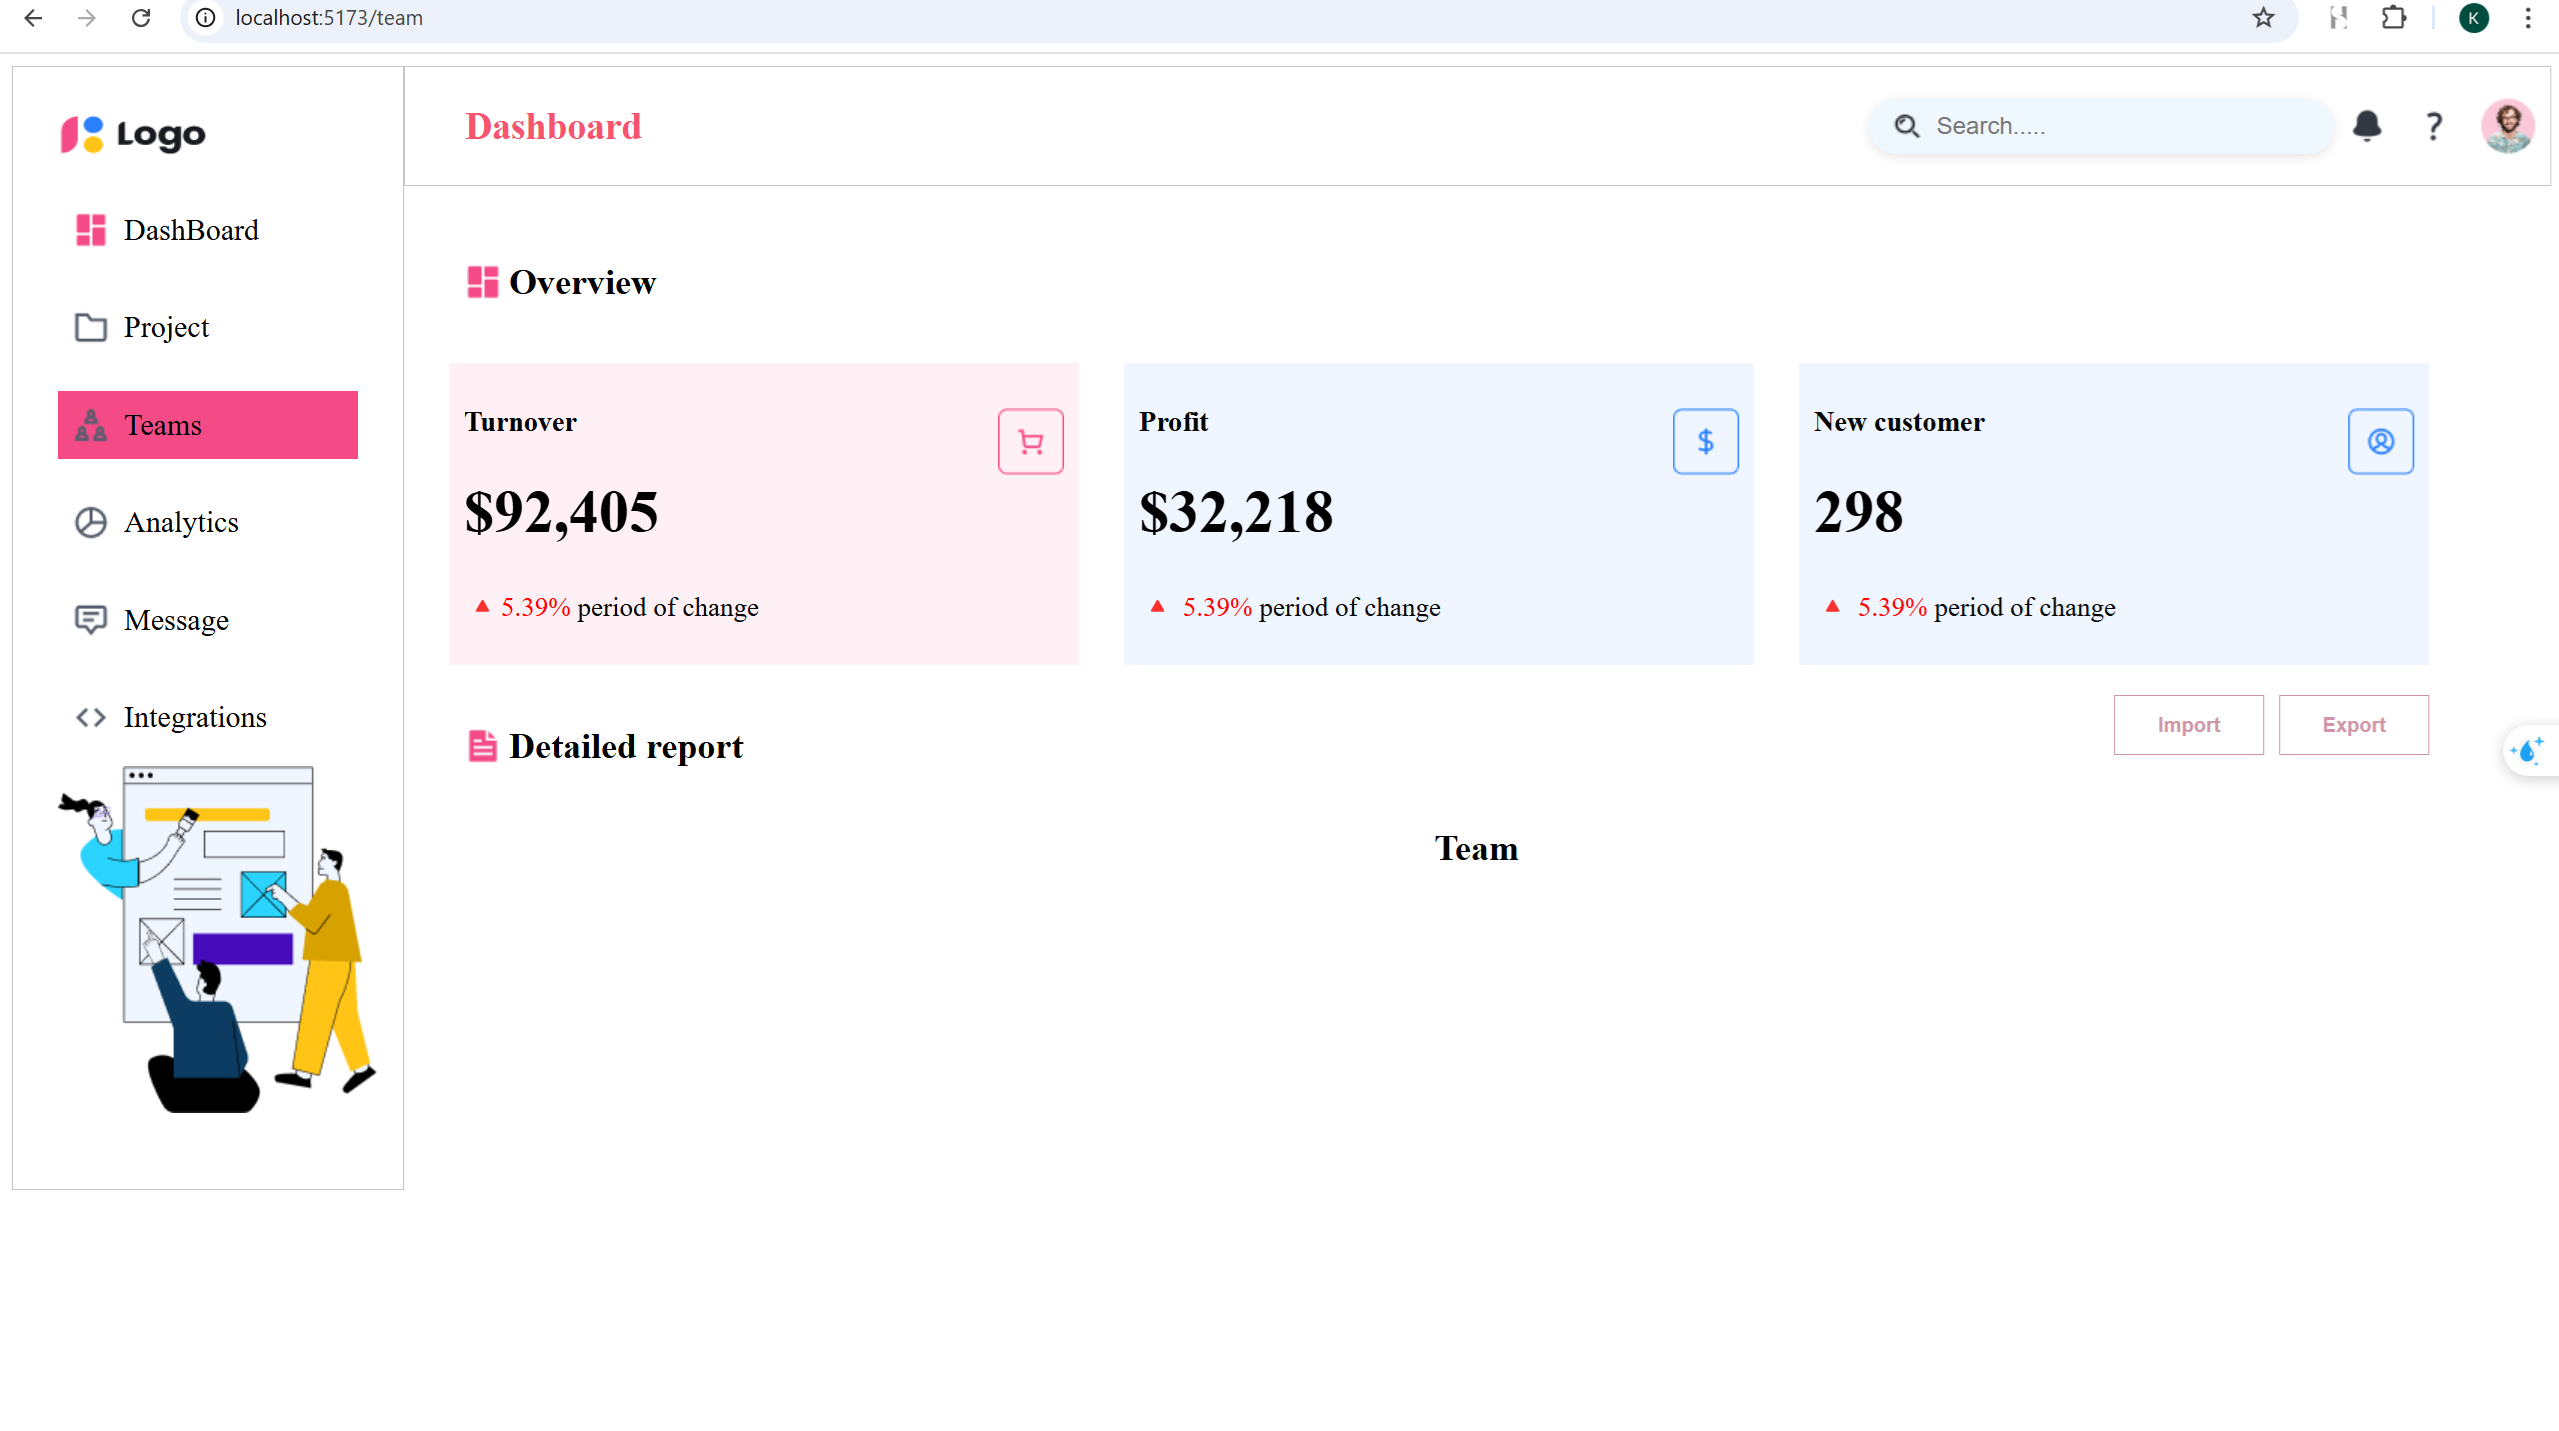 localhost:5173/team
K
Logo
Dashboard
Search.....
?
DashBoard
Project
Teams
Analytics
Message
Integrations
Overview
Turnover
$92,405
5.39% period of change
Profit
$
$32,218
5.39% period of change
New customer
298
5.39% period of change
Detailed report
Import
Export
Team